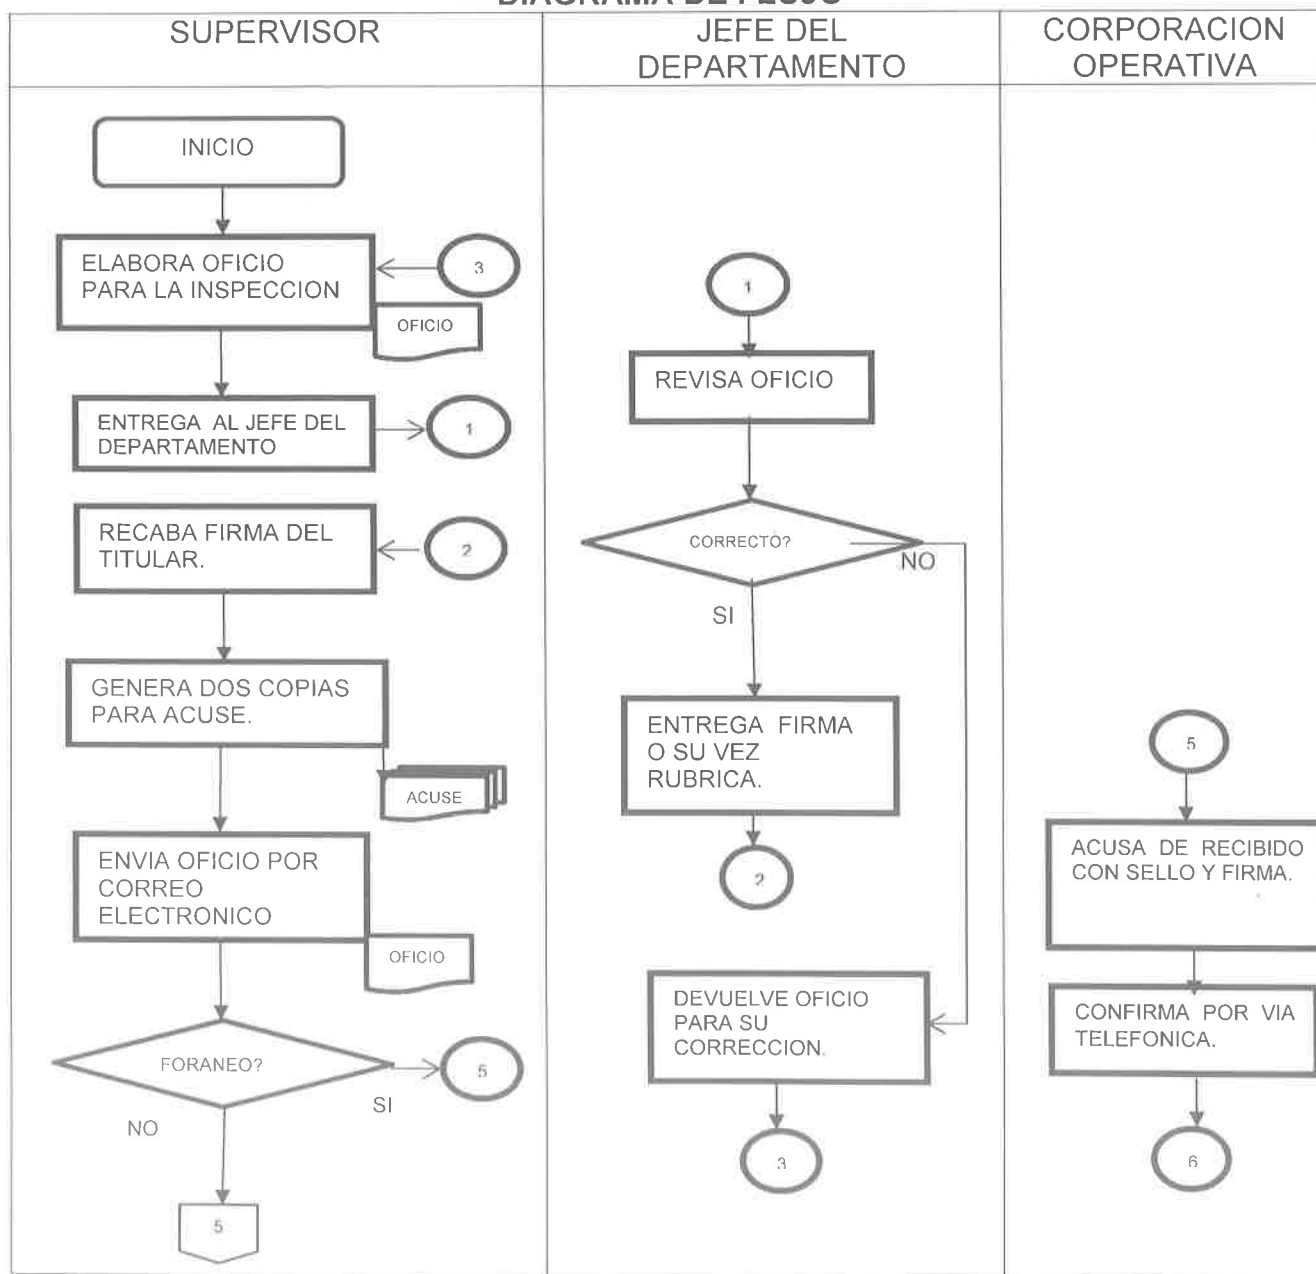 DIAGRAMA DE FLUJO
SUPERVISOR
JEFE DEL
DEPARTAMENTO
CORPORACION
OPERATIVA
INICIO
ELABORA OFICIO
PARA LA INSPECCION
3
OFICIO
ENTREGA AL JEFE DEL
DEPARTAMENTO
1
RECABA FIRMA DEL
TITULAR.
2
GENERA DOS COPIAS
PARA ACUSE.
ACUSE
ENVIA OFICIO POR
CORREO
ELECTRONICO
OFICIO
FORANEO?
5
SI
NO
5
1
REVISA OFICIO
CORRECTO?
NO
SI
ENTREGA FIRMA
O SU VEZ
RUBRICA.
2
DEVUELVE OFICIO
PARA SU
CORRECCION.
3
5
ACUSA DE RECIBIDO
CON SELLO Y FIRMA.
CONFIRMA POR VIA
TELEFONICA.
6